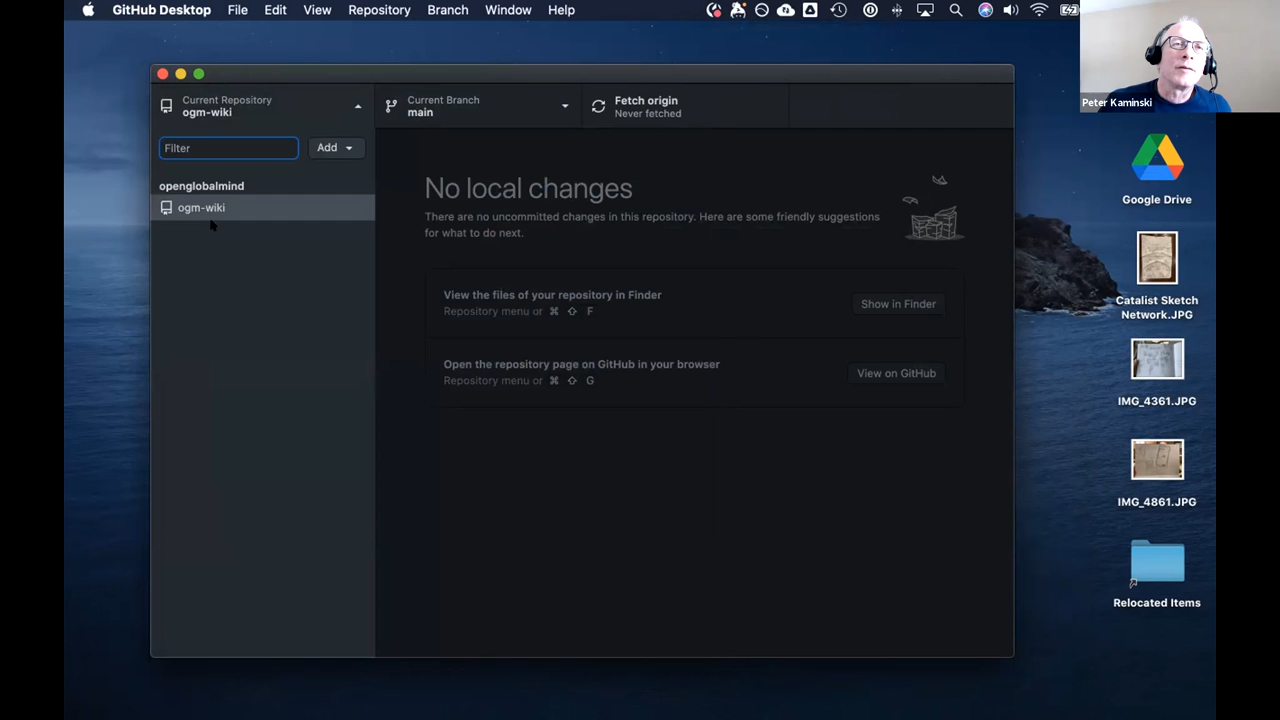 GitHub Desktop File Edit View Repository Branch Window Help
Peter Kaminski
Current Repository
ogm-wiki
Current Branch
main
Fetch origin
Never fetched
Filter
Add
openglobalmind
ogm-wiki
No local changes
There are no uncommitted changes in this repository. Here are some friendly suggestions
for what to do next.
View the files of your repository in Finder
Repository menu or ⌘ ⇧ F
Show in Finder
Open the repository page on GitHub in your browser
Repository menu or ⌘ ⇧ G
View on GitHub
Google Drive
Catalist Sketch
Network.JPG
IMG_4361.JPG
IMG_4861.JPG
Relocated Items